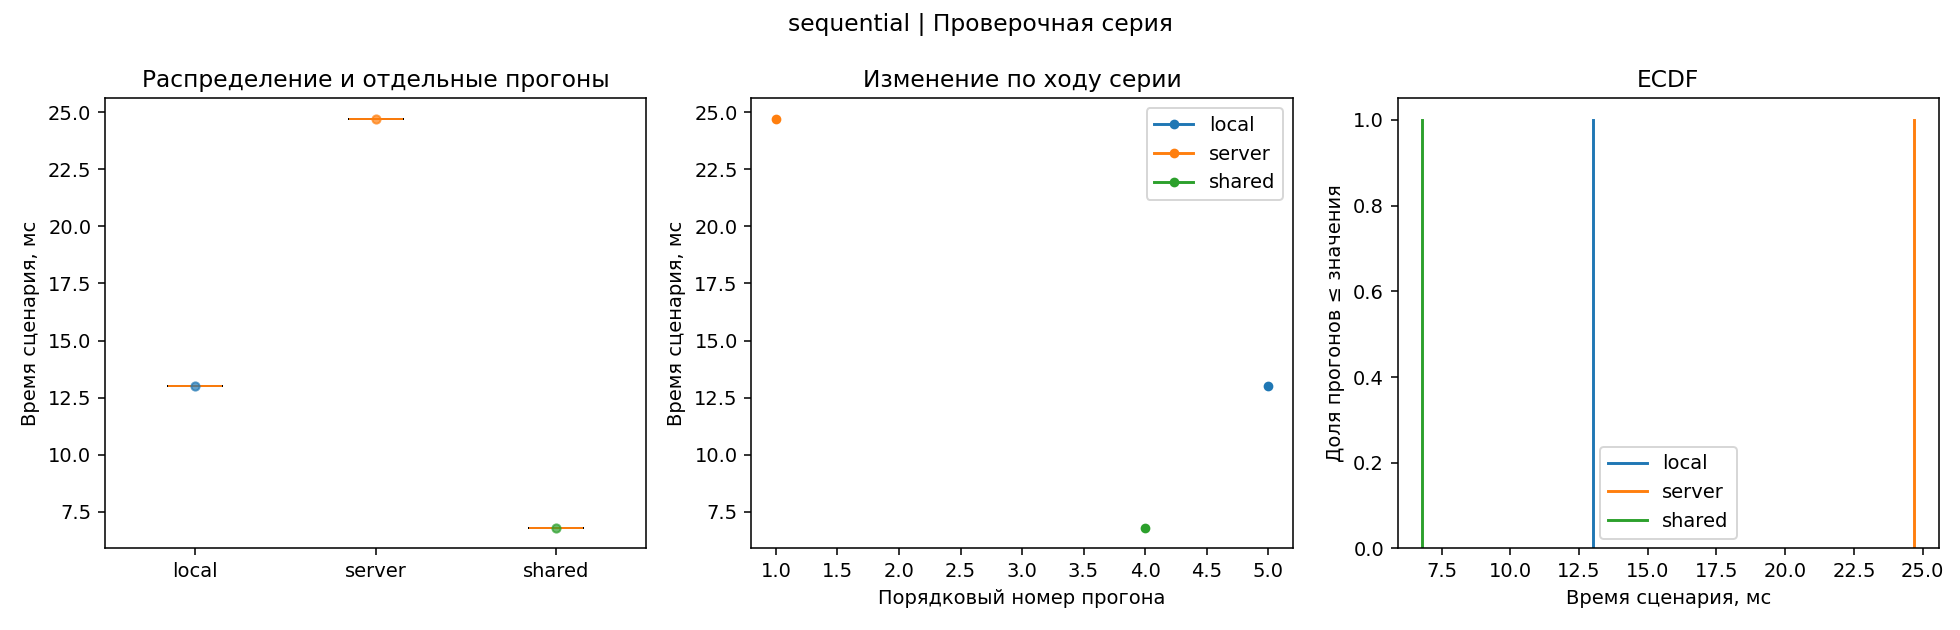 sequential | Проверочная серия
Распределение и отдельные прогоны
Время сценария, мс
25.0
22.5
20.0
17.5
15.0
12.5
10.0
7.5
local
server
shared
Изменение по ходу серии
Время сценария, мс
25.0
22.5
20.0
17.5
15.0
12.5
10.0
7.5
local
server
shared
1.0
1.5
2.0
2.5
3.0
3.5
4.0
4.5
5.0
Порядковый номер прогона
ECDF
Доля прогонов ≤ значения
1.0
0.8
0.6
0.4
0.2
0.0
local
server
shared
7.5
10.0
12.5
15.0
17.5
20.0
22.5
25.0
Время сценария, мс